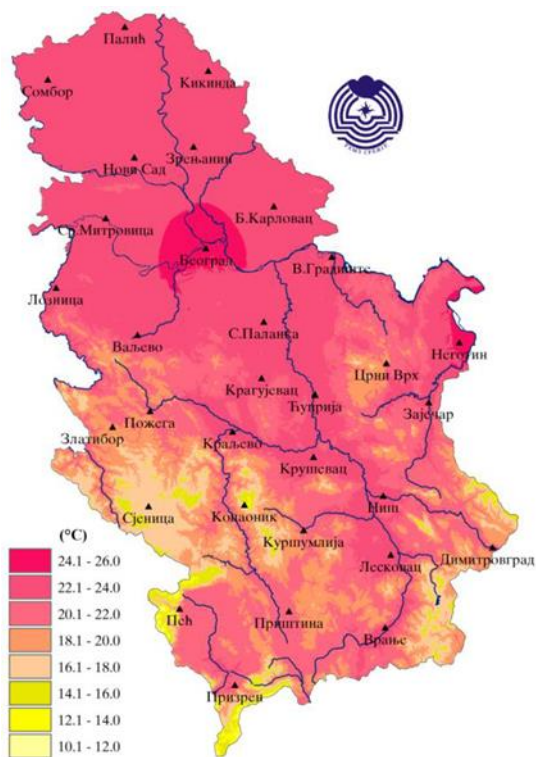 Палић
Кикинда
Сомбор
Зрењанин
Нови Сад
Б.Карловац
Ср.Митровица
Београд
В.Градиште
Лозница
С.Паланка
Ваљево
Неготин
Црни Врх
Крагујевац
Ћуприја
Зајечар
Пожега
Златибор
Краљево
Крушевац
Копаоник
Ниш
Сјеница
Куршумлија
Димитровград
Лесковац
Пећ
Приштина
Врање
Призрен
(°C)
24.1 - 26.0
22.1 - 24.0
20.1 - 22.0
18.1 - 20.0
16.1 - 18.0
14.1 - 16.0
12.1 - 14.0
10.1 - 12.0